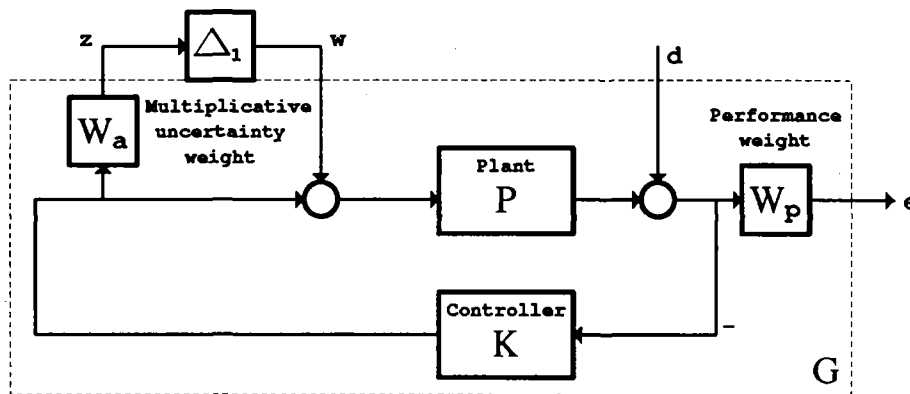 z
Δ1
w
d
Wa
Multiplicative
uncertainty
weight
Performance
weight
Plant
P
Wp
e
Controller
K
−
G